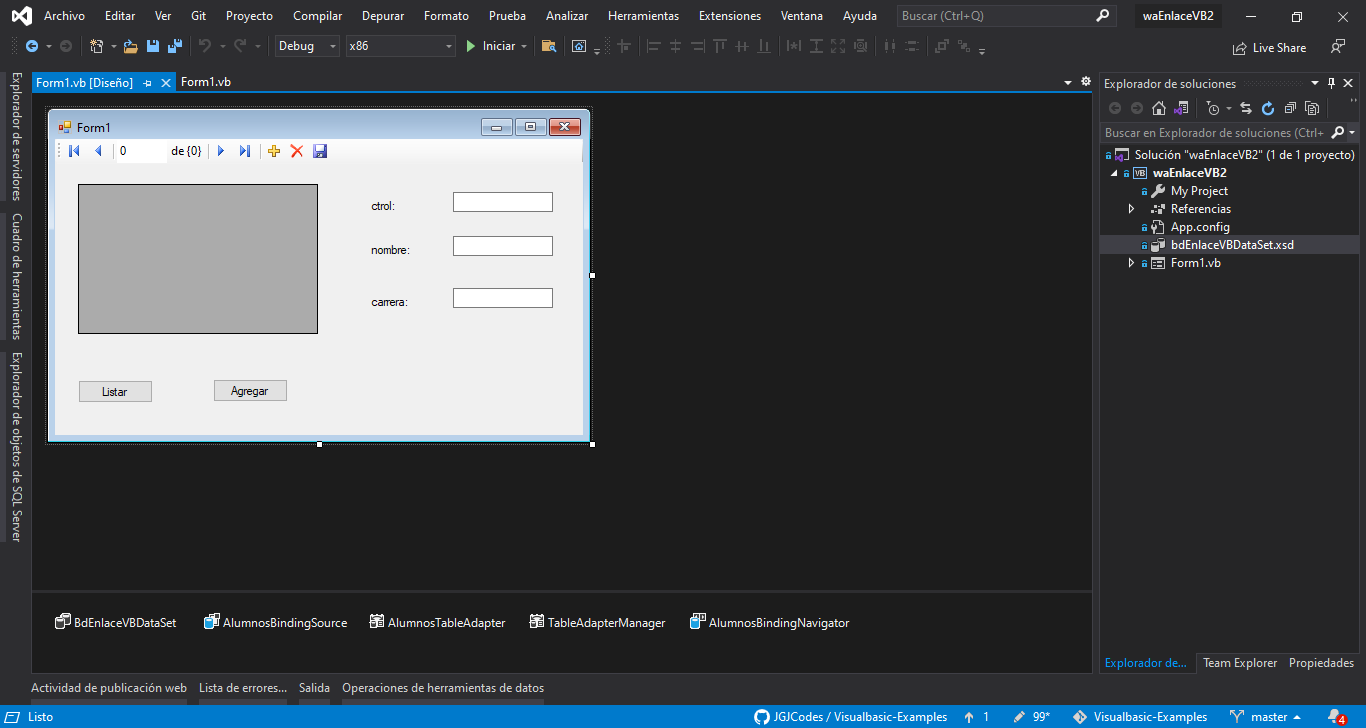 Archivo Editar Ver Git Proyecto Compilar Depurar Formato Prueba Analizar Herramientas Extensiones Ventana Ayuda Buscar (Ctrl+Q) waEnlaceVB2
Debug x86 Iniciar Live Share
Form1.vb [Diseño] Form1.vb
Explorador de servidores
Cuadro de herramientas
Explorador de objetos de SQL Server
Form1
0 de {0}
ctrol:
nombre:
carrera:
Listar Agregar
BdEnlaceVBDataSet AlumnosBindingSource AlumnosTableAdapter TableAdapterManager AlumnosBindingNavigator
Explorador de soluciones
Buscar en Explorador de soluciones (Ctrl+
Solución "waEnlaceVB2" (1 de 1 proyecto)
VB waEnlaceVB2
My Project
Referencias
App.config
bdEnlaceVBDataSet.xsd
Form1.vb
Explorador de... Team Explorer Propiedades
Actividad de publicación web Lista de errores... Salida Operaciones de herramientas de datos
Listo JGJCodes / Visualbasic-Examples 1 99* Visualbasic-Examples master 4